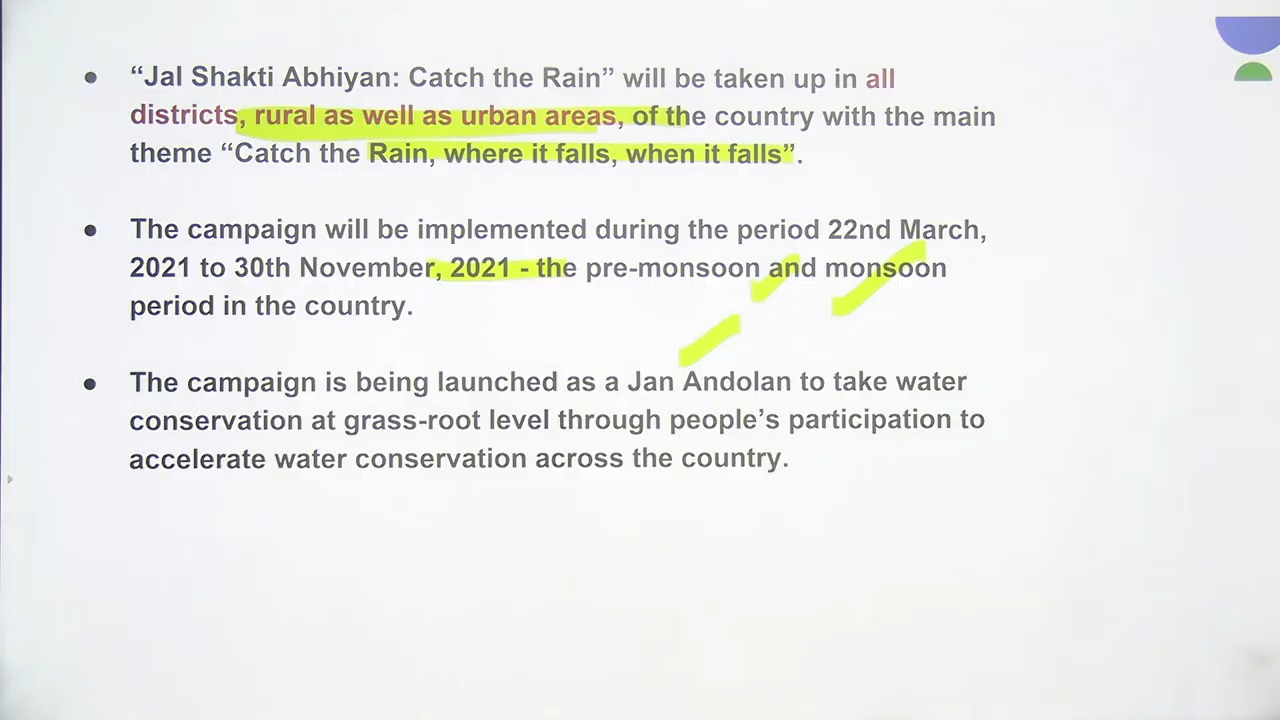 ● “Jal Shakti Abhiyan: Catch the Rain” will be taken up in all
districts, rural as well as urban areas, of the country with the main
theme “Catch the Rain, where it falls, when it falls”.
● The campaign will be implemented during the period 22nd March,
2021 to 30th November, 2021 - the pre-monsoon and monsoon
period in the country.
● The campaign is being launched as a Jan Andolan to take water
conservation at grass-root level through people’s participation to
accelerate water conservation across the country.